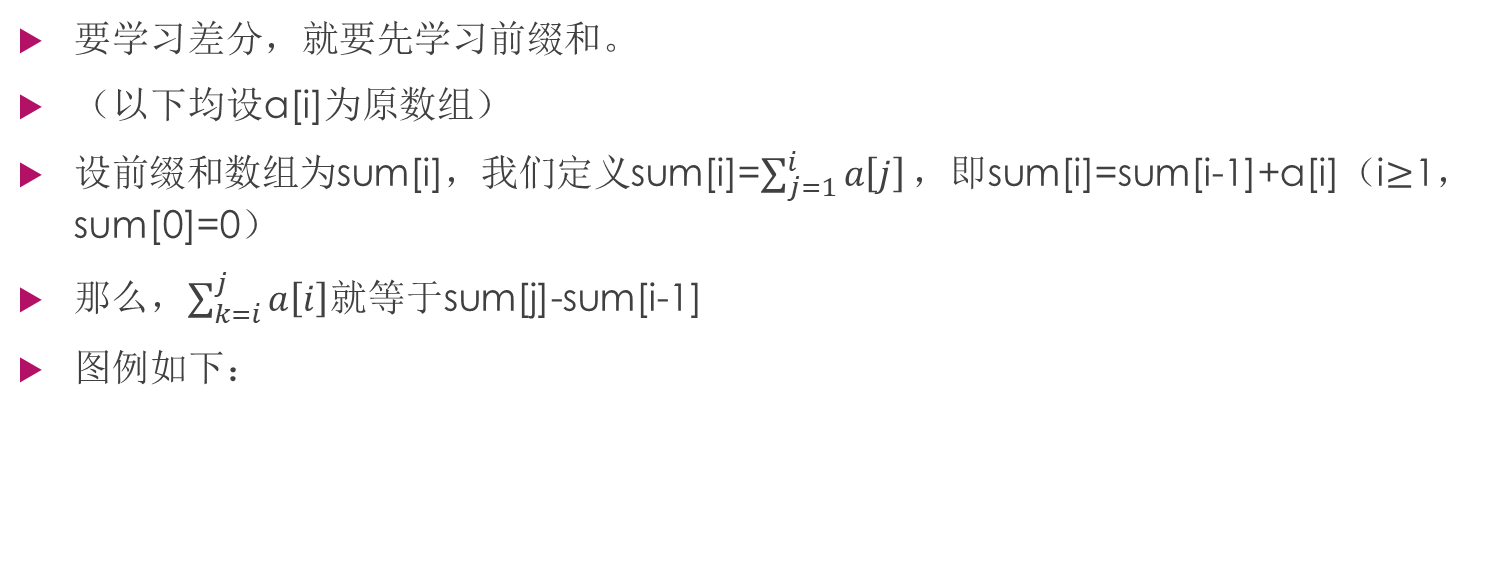 要学习差分，就要先学习前缀和。
（以下均设a[i]为原数组）
设前缀和数组为sum[i]，我们定义sum[i]=∑_{j=1}^{i} a[j]，即sum[i]=sum[i-1]+a[i]（i≥1，
sum[0]=0）
那么，∑_{k=i}^{j} a[i]就等于sum[j]-sum[i-1]
图例如下：